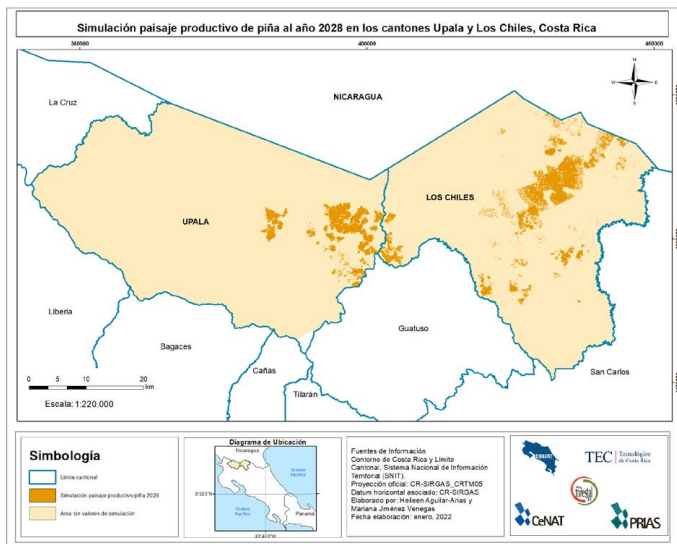 Simulación paisaje productivo de piña al año 2028 en los cantones Upala y Los Chiles, Costa Rica
360000
400000
NICARAGUA
La Cruz
N
W
E
S
UPALA
LOS CHILES
Liberia
Bagaces
Guatuso
Cañas
Tilarán
San Carlos
0 5 10 20
km
Escala: 1:220.000
Simbología
Límite cantonal
Simulación paisaje productivo piña 2028
Area sin valores de simulación
Diagrama de Ubicación
Nicaragua
Océano
Pacífico
Panamá
Fuentes de Información
Contorno de Costa Rica y Límite
Cantonal, Sistema Nacional de Información
Territorial (SNIT).
Proyección oficial: CR-SIRGAS_CRTM05
Datum horizontal asociado: CR-SIRGAS
Elaborado por: Heileen Aguilar-Arias y
Mariana Jiménez Venegas
Fecha elaboración: enero, 2022
CONARE
TEC Tecnológico
de Costa Rica
forestal
CeNAT
PRIAS